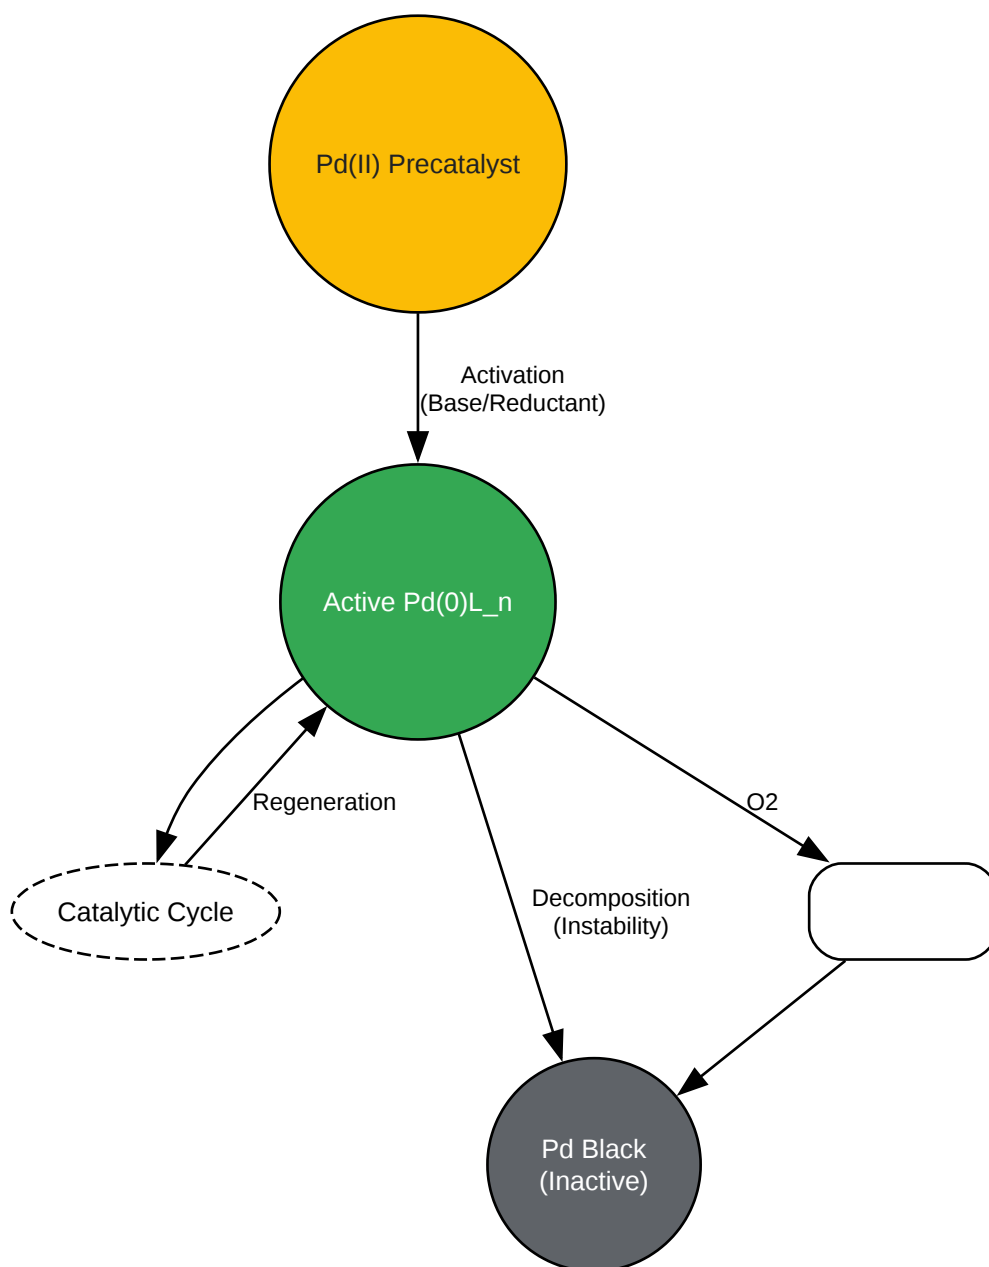 Pd(II) Precatalyst
Activation
(Base/Reductant)
Active Pd(0)L_n
Regeneration
O2
Catalytic Cycle
Decomposition
(Instability)
Pd Black
(Inactive)